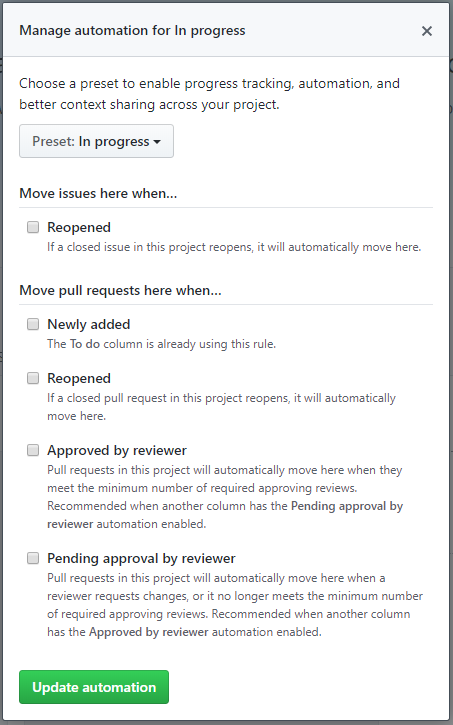 Manage automation for In progress
Choose a preset to enable progress tracking, automation, and
better context sharing across your project.
Preset: In progress
Move issues here when...
Reopened
If a closed issue in this project reopens, it will automatically move here.
Move pull requests here when...
Newly added
The To do column is already using this rule.
Reopened
If a closed pull request in this project reopens, it will automatically
move here.
Approved by reviewer
Pull requests in this project will automatically move here when they
meet the minimum number of required approving reviews.
Recommended when another column has the Pending approval by
reviewer automation enabled.
Pending approval by reviewer
Pull requests in this project will automatically move here when a
reviewer requests changes, or it no longer meets the minimum number
of required approving reviews. Recommended when another column
has the Approved by reviewer automation enabled.
Update automation